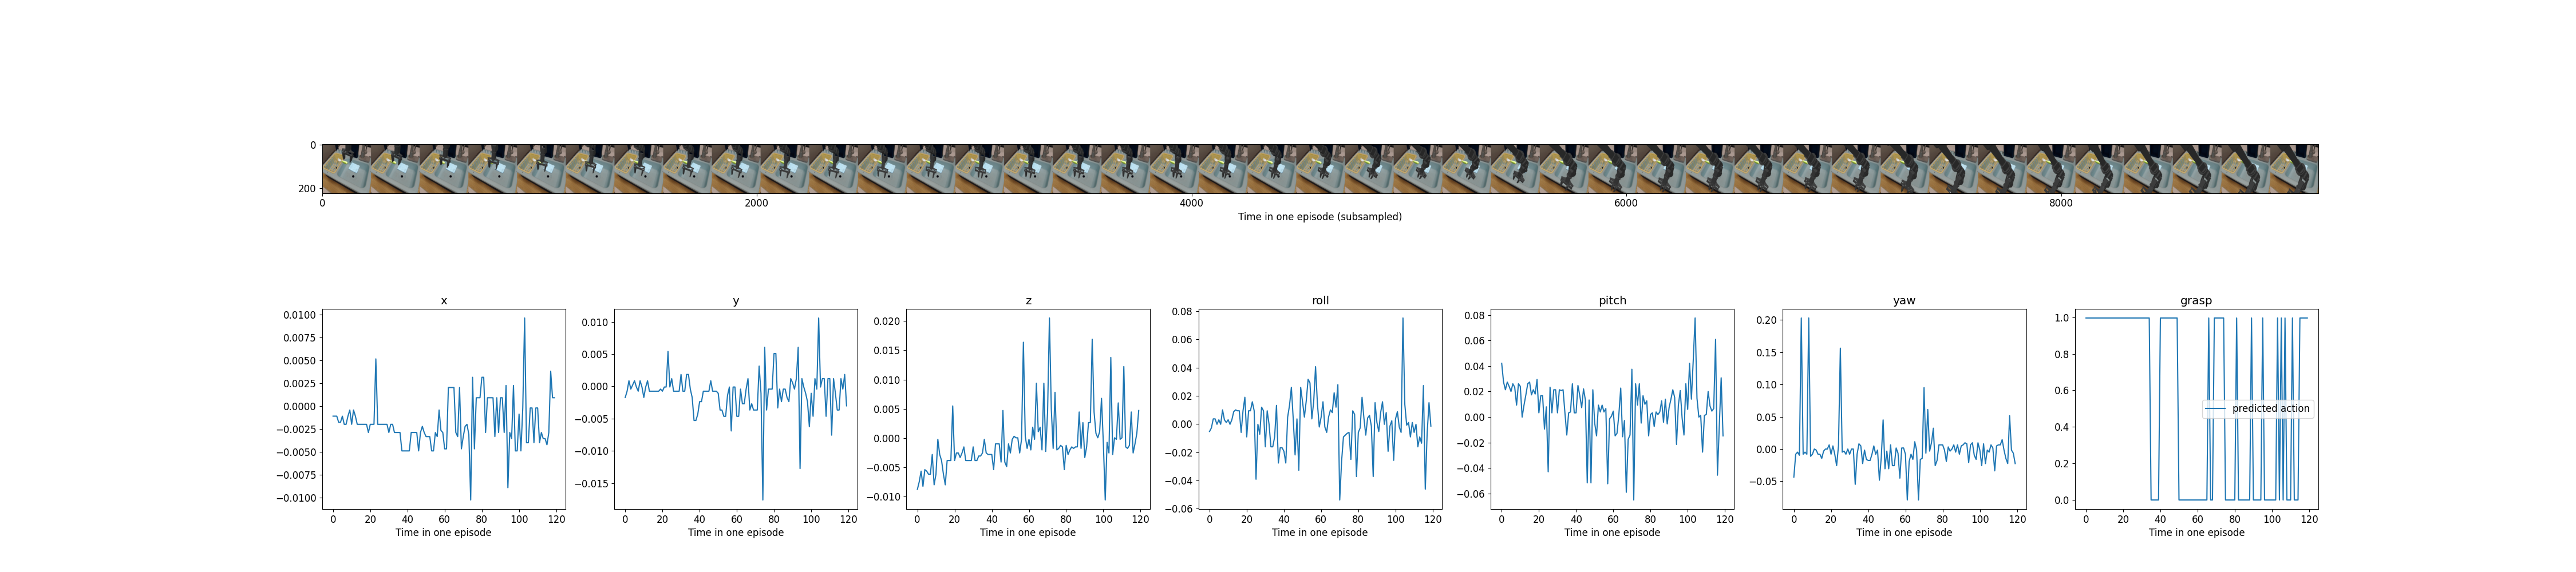 0
200
0 2000 4000 6000 8000
Time in one episode (subsampled)
x
0.0100
0.0075
0.0050
0.0025
0.0000
−0.0025
−0.0050
−0.0075
−0.0100
0 20 40 60 80 100 120
Time in one episode
y
0.010
0.005
0.000
−0.005
−0.010
−0.015
0 20 40 60 80 100 120
Time in one episode
z
0.020
0.015
0.010
0.005
0.000
−0.005
−0.010
0 20 40 60 80 100 120
Time in one episode
roll
0.08
0.06
0.04
0.02
0.00
−0.02
−0.04
−0.06
0 20 40 60 80 100 120
Time in one episode
pitch
0.08
0.06
0.04
0.02
0.00
−0.02
−0.04
−0.06
0 20 40 60 80 100 120
Time in one episode
yaw
0.20
0.15
0.10
0.05
0.00
−0.05
0 20 40 60 80 100 120
Time in one episode
grasp
1.0
0.8
0.6
0.4
0.2
0.0
predicted action
0 20 40 60 80 100 120
Time in one episode